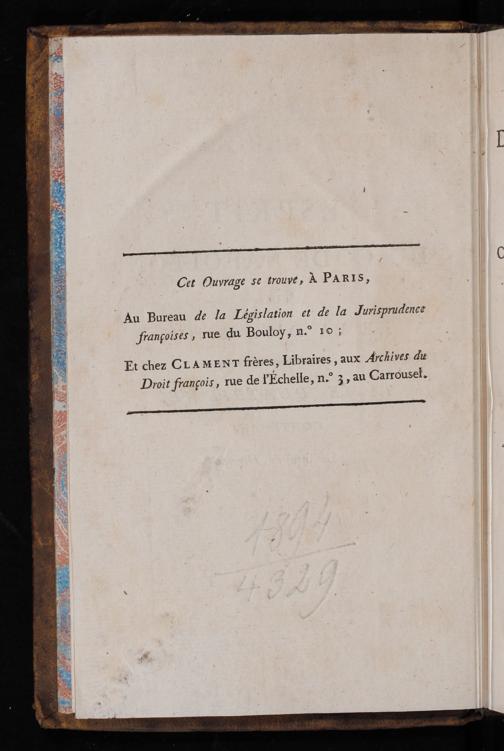 Cet Ouvrage se trouve, À PARIS,
Au Bureau de la Législation et de la Jurisprudence
françoises, rue du Bouloy, n.° 10 ;
Et chez CLAMENT frères, Libraires, aux Archives du
Droit françois, rue de l'Échelle, n.° 3, au Carrousel.
1894
4329